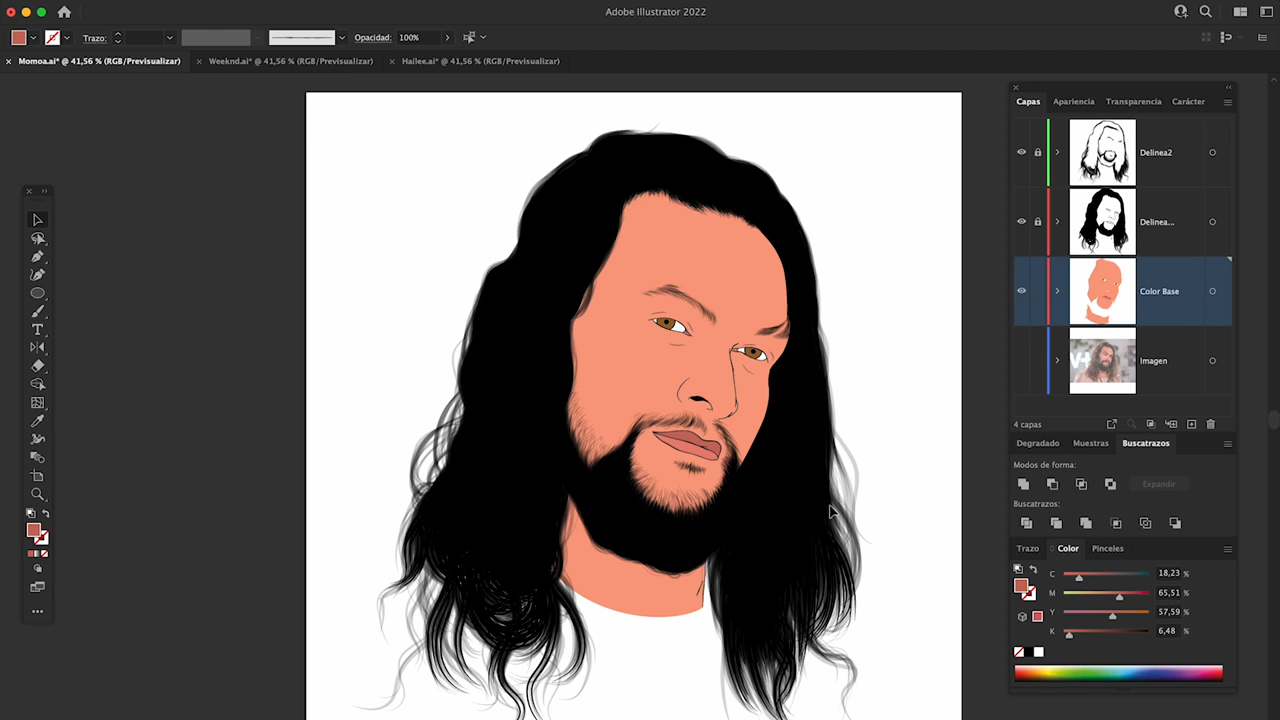 Adobe Illustrator 2022
Trazo:
Opacidad: 100%
Momoa.ai* @ 41,56 % (RGB/Previsualizar)
Weeknd.ai* @ 41,56 % (RGB/Previsualizar)
Hailee.ai* @ 41,56 % (RGB/Previsualizar)
Capas Apariencia Transparencia Carácter
Delinea2
Delinea...
Color Base
Imagen
4 capas
Degradado Muestras Buscatrazos
Modos de forma:
Expandir
Buscatrazos:
Trazo Color Pinceles
C 18,23 %
M 65,51 %
Y 57,59 %
K 6,48 %